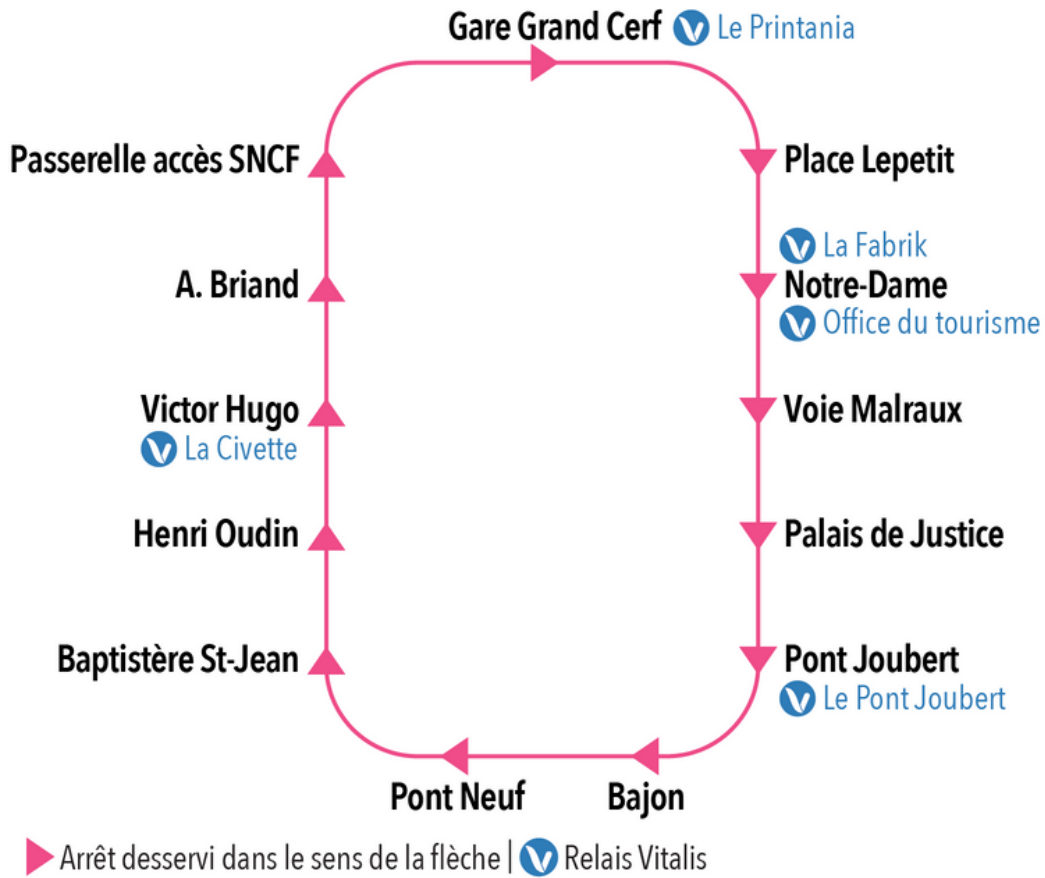 Gare Grand Cerf Le Printania
Passerelle accès SNCF
Place Lepetit
La Fabrik
A. Briand
Notre-Dame
Office du tourisme
Victor Hugo
La Civette
Voie Malraux
Henri Oudin
Palais de Justice
Baptistère St-Jean
Pont Joubert
Le Pont Joubert
Pont Neuf
Bajon
Arrêt desservi dans le sens de la flèche | Relais Vitalis